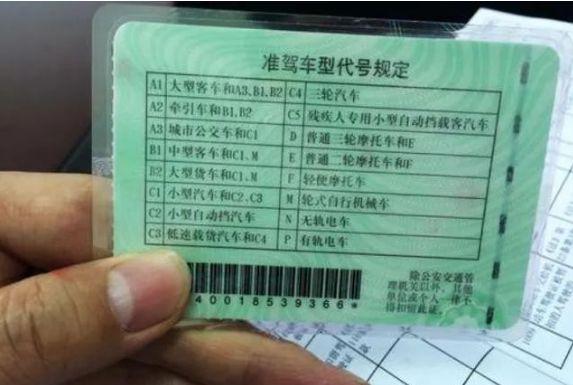 准驾车型代号规定
A1 大型客车和A3、B1、B2 C4 三轮汽车
A2 牵引车和B1、B2 C5 残疾人专用小型自动挡载客汽车
A3 城市公交车和C1 D 普通三轮摩托车和E
B1 中型客车和C1、M E 普通二轮摩托车和F
B2 大型货车和C1、M F 轻便摩托车
C1 小型汽车和C2、C3 M 轮式自行机械车
C2 小型自动挡汽车 N 无轨电车
C3 低速载货汽车和C4 P 有轨电车
除公安交通管
理机关以外,其他
单位或个人一律不
得扣留此证。
4001853936​6*